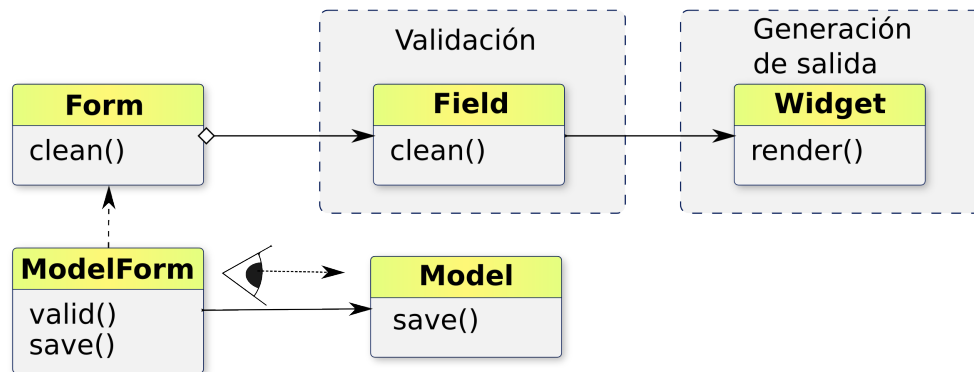 Validación
Generación
de salida
Form
clean()
Field
clean()
Widget
render()
ModelForm
valid()
save()
Model
save()